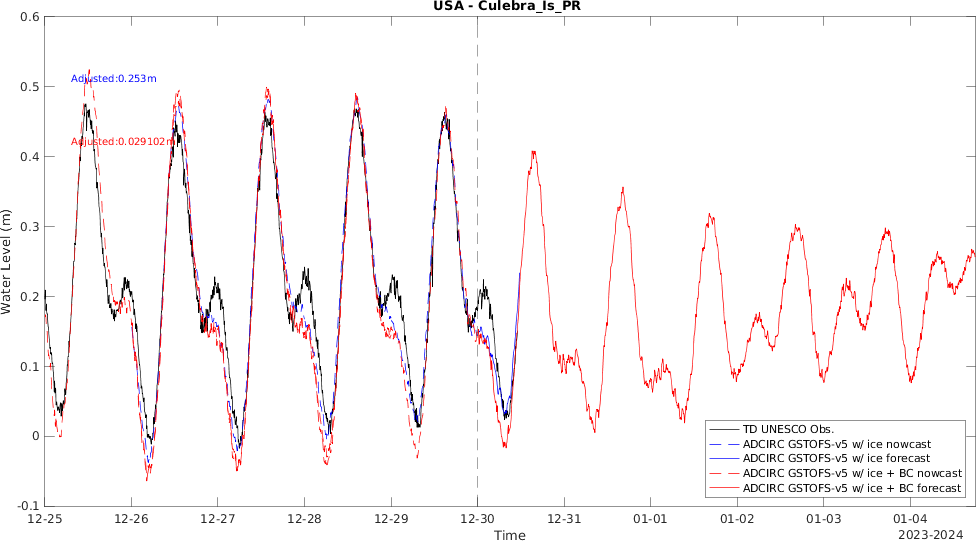 USA - Culebra_Is_PR
0.6
0.5
0.4
0.3
0.2
0.1
0
-0.1
Water Level (m)
Adjusted:0.253m
Adjusted:0.029102m
TD UNESCO Obs.
ADCIRC GSTOFS-v5 w/ ice nowcast
ADCIRC GSTOFS-v5 w/ ice forecast
ADCIRC GSTOFS-v5 w/ ice + BC nowcast
ADCIRC GSTOFS-v5 w/ ice + BC forecast
12-25 12-26 12-27 12-28 12-29 12-30 12-31 01-01 01-02 01-03 01-04
Time
2023-2024